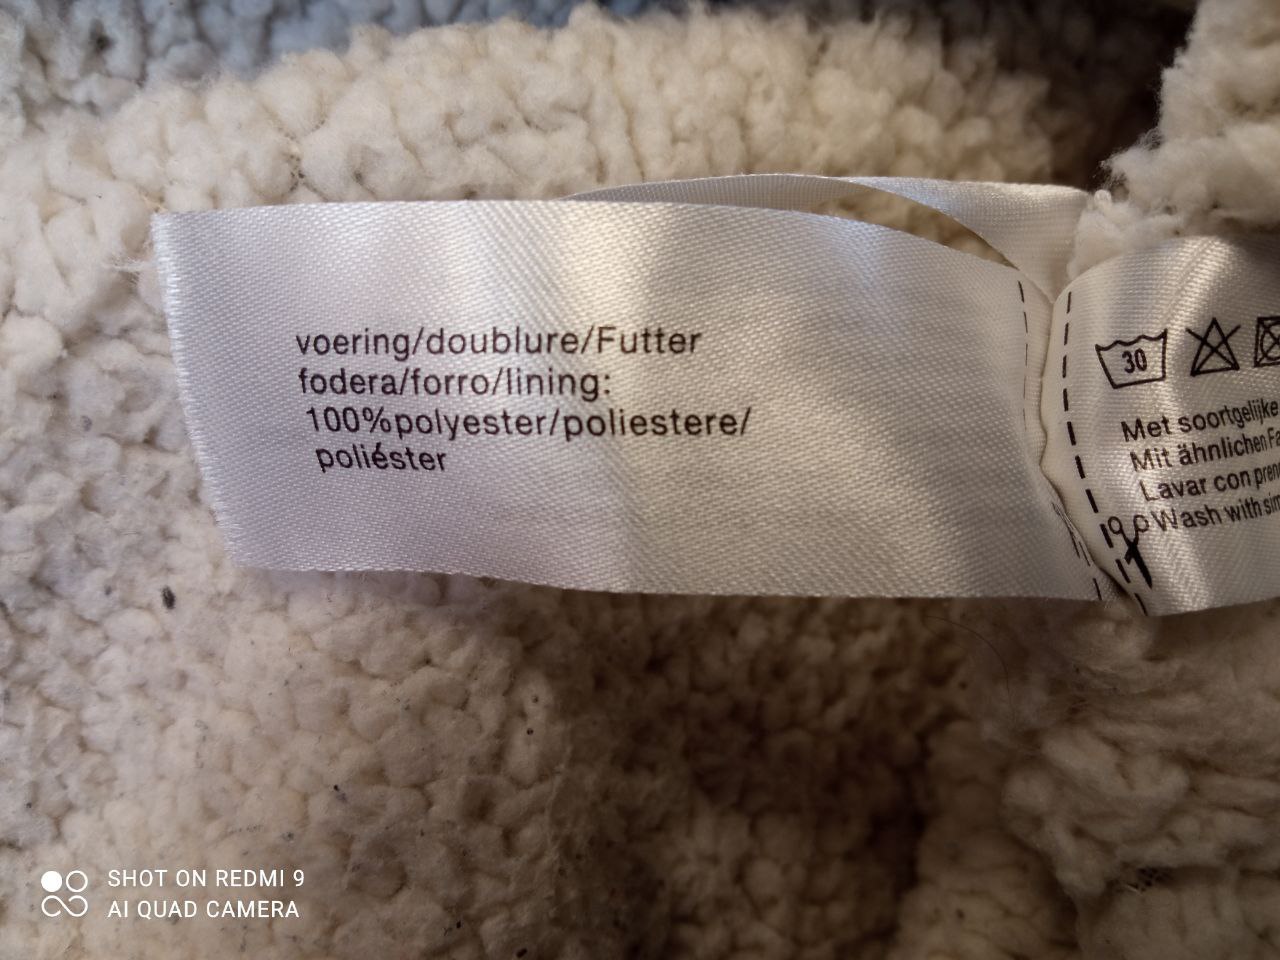 voering/doublure/Futter
fodera/forro/lining:
100%polyester/poliestere/
poliéster
30
Met soortgelijke
Mit ähnlichen
Lavar con
Wash with
SHOT ON REDMI 9
AI QUAD CAMERA